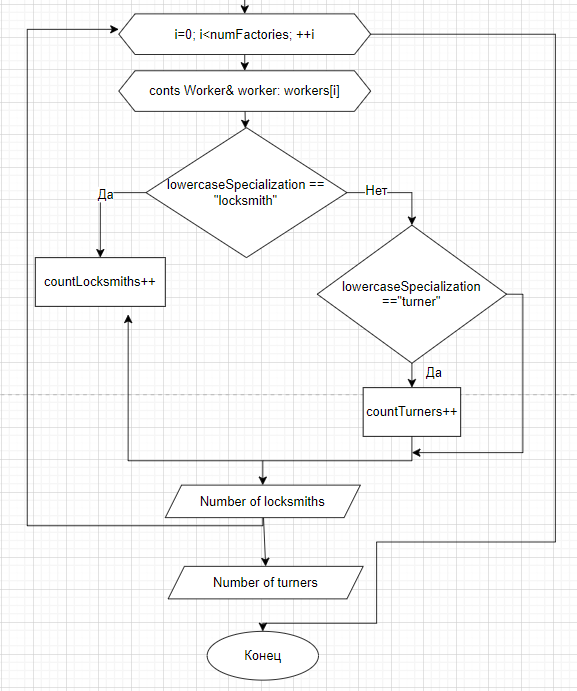 i=0; i<numFactories; ++i
conts Worker& worker: workers[i]
lowercaseSpecialization ==
"locksmith"
Да
Нет
countLocksmiths++
lowercaseSpecialization
=="turner"
Да
countTurners++
Number of locksmiths
Number of turners
Конец